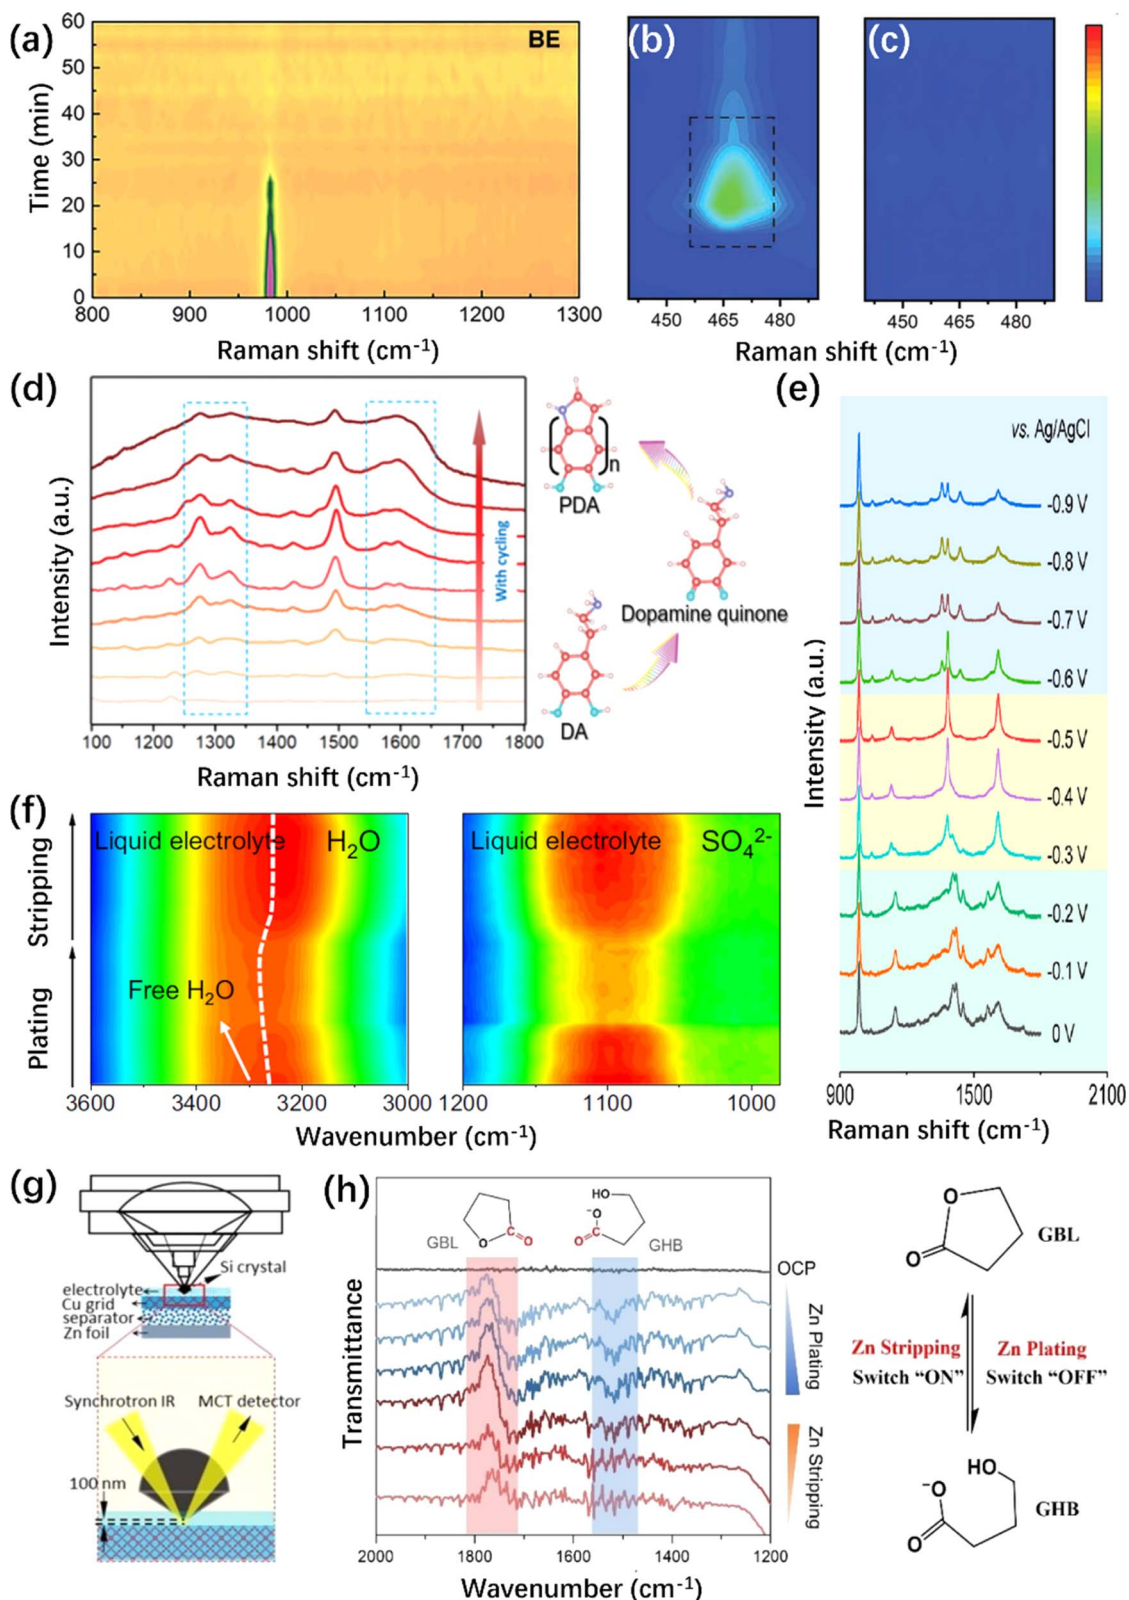 (a)
BE
Time (min)
60
50
40
30
20
10
0
800 900 1000 1100 1200 1300
Raman shift (cm⁻¹)
(b)
(c)
450 465 480
450 465 480
Raman shift (cm⁻¹)
(d)
Intensity (a.u.)
With cycling
100 1200 1300 1400 1500 1600 1700 1800
Raman shift (cm⁻¹)
n
PDA
Dopamine quinone
DA
(e)
vs. Ag/AgCl
Intensity (a.u.)
-0.9 V
-0.8 V
-0.7 V
-0.6 V
-0.5 V
-0.4 V
-0.3 V
-0.2 V
-0.1 V
0 V
900 1500 2100
Raman shift (cm⁻¹)
(f)
Stripping
Plating
Liquid electrolyte H₂O
Free H₂O
Liquid electrolyte SO₄²⁻
3600 3400 3200 3000
1200 1100 1000
Wavenumber (cm⁻¹)
(g)
Si crystal
electrolyte
Cu grid
separator
Zn foil
Synchrotron IR
MCT detector
100 nm
(h)
Transmittance
HO
O
⁻
O C
GBL
O C O
GHB
OCP
Zn Plating
Zn Stripping
2000 1800 1600 1400 1200
Wavenumber (cm⁻¹)
O
O
GBL
Zn Stripping
Switch “ON”
Zn Plating
Switch “OFF”
HO
⁻O
O
GHB